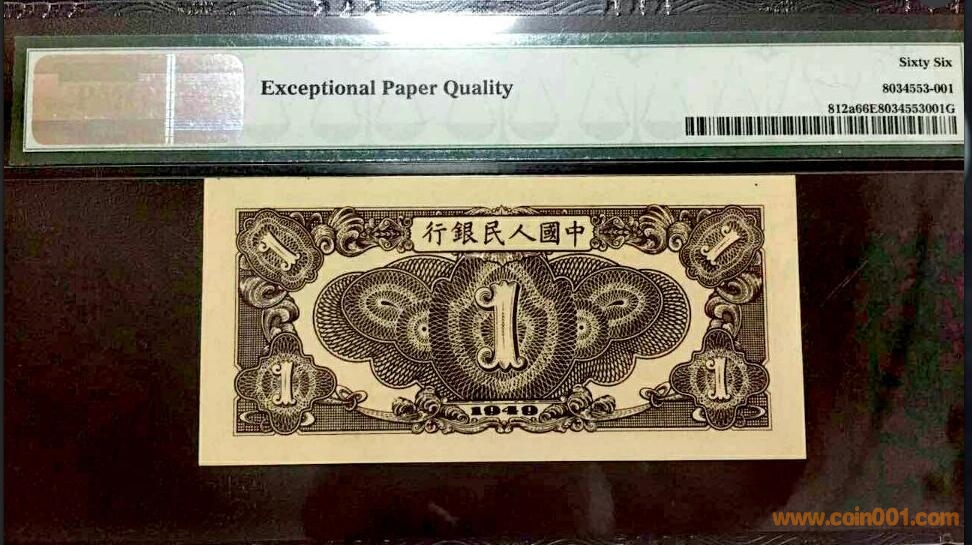 Sixty Six
Exceptional Paper Quality
8034553-001
812a66E8034553001G
行銀民人國中
1
1
1
1
1
1949
www.coin001.com